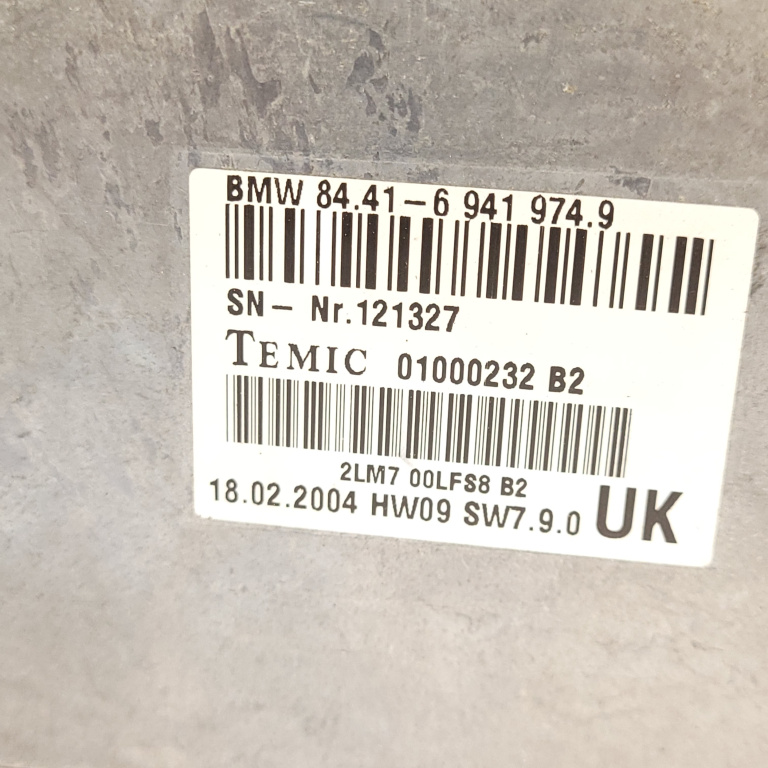 BMW 84.41-6 941 974.9
SN- Nr.121327
TEMIC 01000232 B2
2LM7 00LFS8 B2
18.02.2004 HW09 SW7.9.0 UK